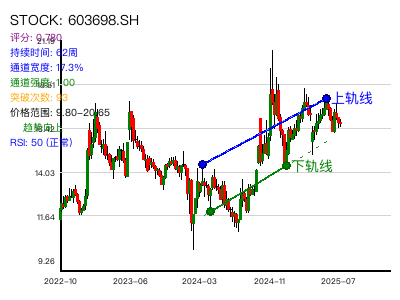 STOCK: 603698.SH
评分: 0.780
持续时间: 62周
通道宽度: 17.3%
通道强度: 1.00
突破次数: 93
价格范围: 9.80-20.65
趋势向上
RSI: 50 (正常)
上轨线
下轨线
14.03
11.64
9.26
2022-10
2023-06
2024-03
2024-11
2025-07